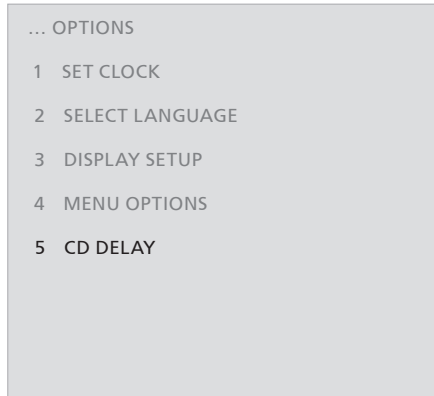 ... OPTIONS
1 SET CLOCK
2 SELECT LANGUAGE
3 DISPLAY SETUP
4 MENU OPTIONS
5 CD DELAY